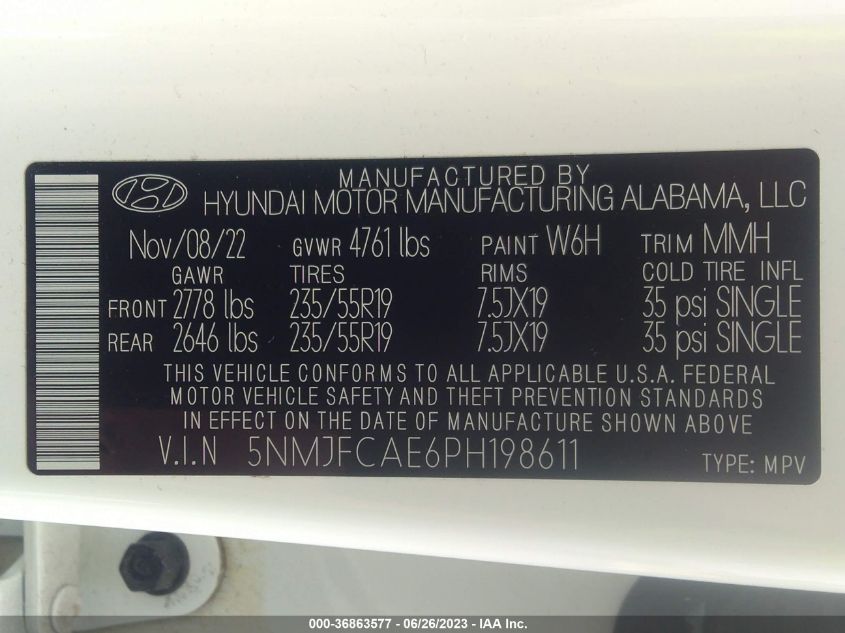 MANUFACTURED BY
HYUNDAI MOTOR MANUFACTURING ALABAMA, LLC
Nov/08/22 GVWR 4761 lbs PAINT W6H TRIM MMH
GAWR TIRES RIMS COLD TIRE INFL
FRONT 2778 lbs 235/55R19 7.5JX19 35 psi SINGLE
REAR 2646 lbs 235/55R19 7.5JX19 35 psi SINGLE
THIS VEHICLE CONFORMS TO ALL APPLICABLE U.S.A. FEDERAL
MOTOR VEHICLE SAFETY AND THEFT PREVENTION STANDARDS
IN EFFECT ON THE DATE OF MANUFACTURE SHOWN ABOVE
V.I.N 5NMJFCAE6PH198611 TYPE: MPV
000-36863577 - 06/26/2023 - IAA Inc.